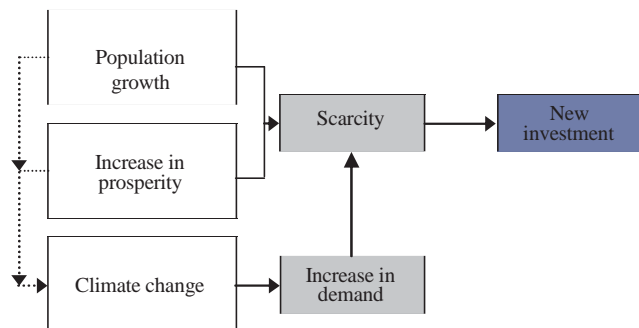 Population
growth
Scarcity
New
investment
Increase in
prosperity
Climate change
Increase in
demand